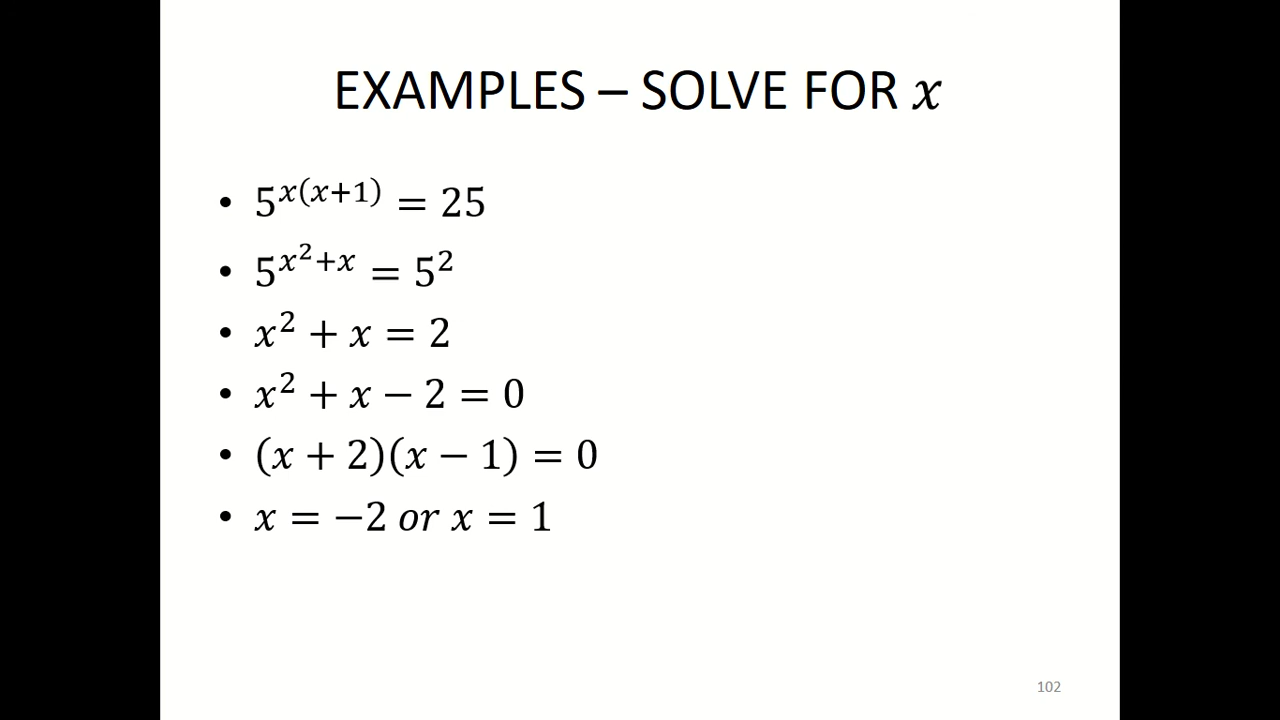 EXAMPLES – SOLVE FOR 𝑥
• 5^{𝑥(𝑥+1)} = 25
• 5^{𝑥^2+𝑥} = 5^2
• 𝑥^2 + 𝑥 = 2
• 𝑥^2 + 𝑥 − 2 = 0
• (𝑥 + 2)(𝑥 − 1) = 0
• 𝑥 = −2 𝑜𝑟 𝑥 = 1
102